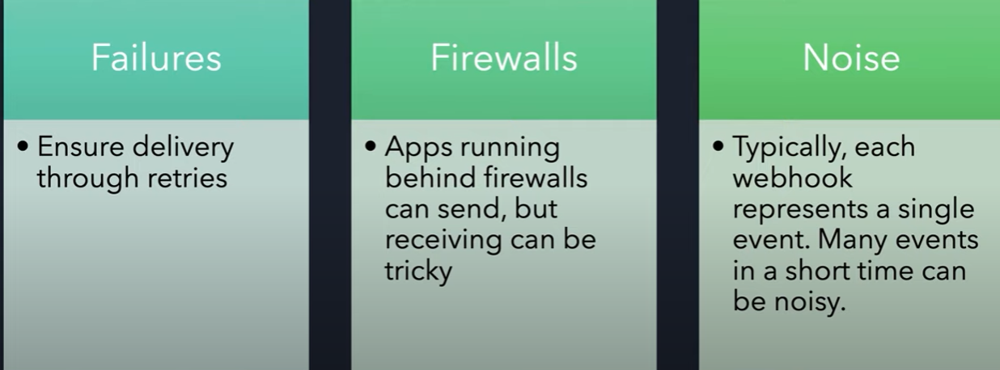 Failures
• Ensure delivery
through retries
Firewalls
• Apps running
behind firewalls
can send, but
receiving can be
tricky
Noise
• Typically, each
webhook
represents a single
event. Many events
in a short time can
be noisy.